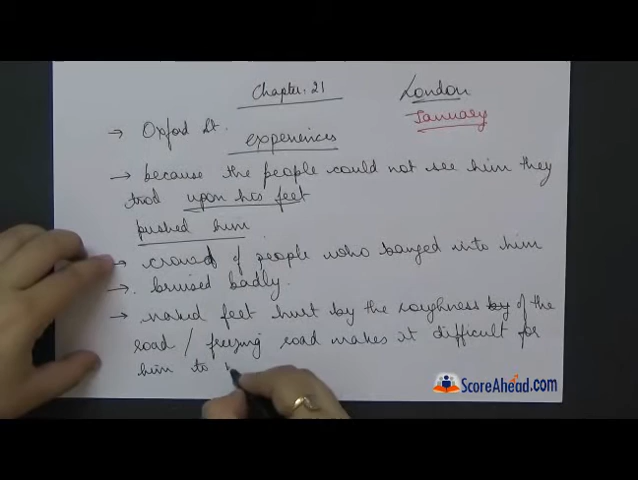 Chapter. 21
London
January
→ Oxford St.
experiences
→ because the people could not see him they
trod upon his feet
pushed him
→ crowd of people who banged into him
→ bruised badly.
→ naked feet hurt by the roughness by of the
road / freezing road makes it difficult for
him to
ScoreAhead.com